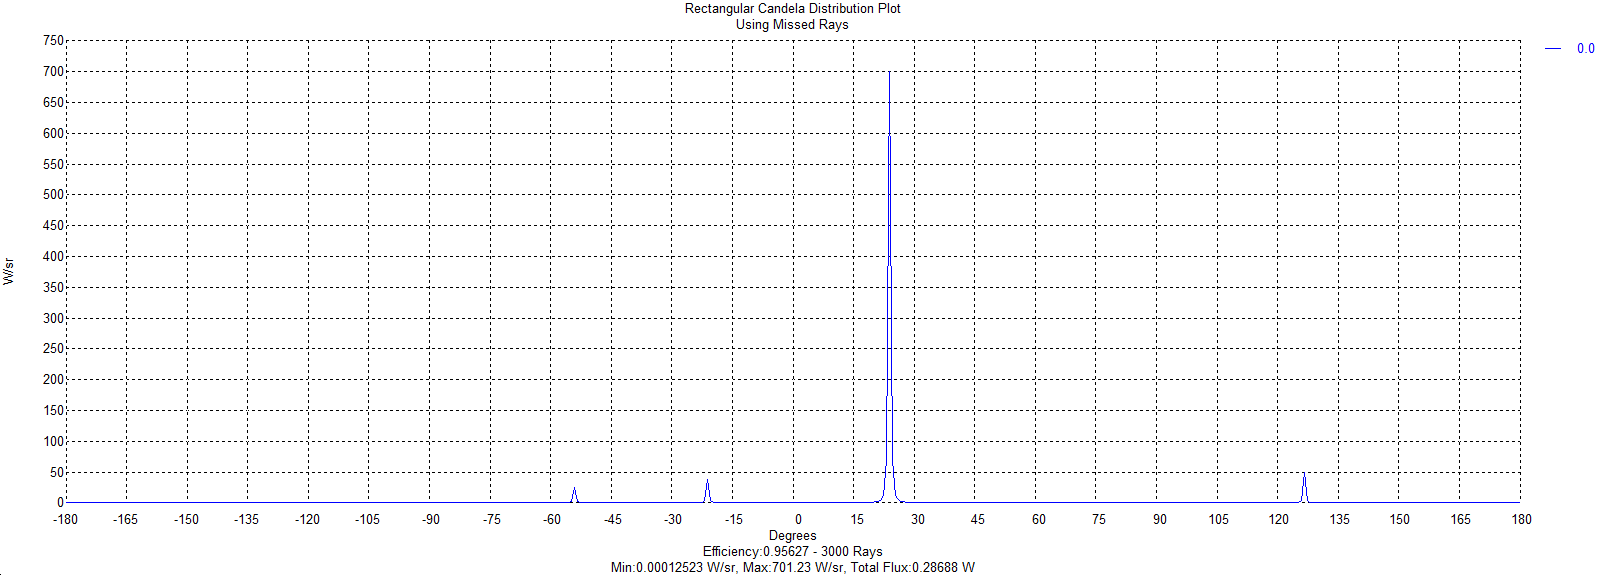 Rectangular Candela Distribution Plot
Using Missed Rays
0.0
750
700
650
600
550
500
450
400
350
300
250
200
150
100
50
0
W/sr
-180 -165 -150 -135 -120 -105 -90 -75 -60 -45 -30 -15 0 15 30 45 60 75 90 105 120 135 150 165 180
Degrees
Efficiency:0.95627 - 3000 Rays
Min:0.00012523 W/sr, Max:701.23 W/sr, Total Flux:0.28688 W